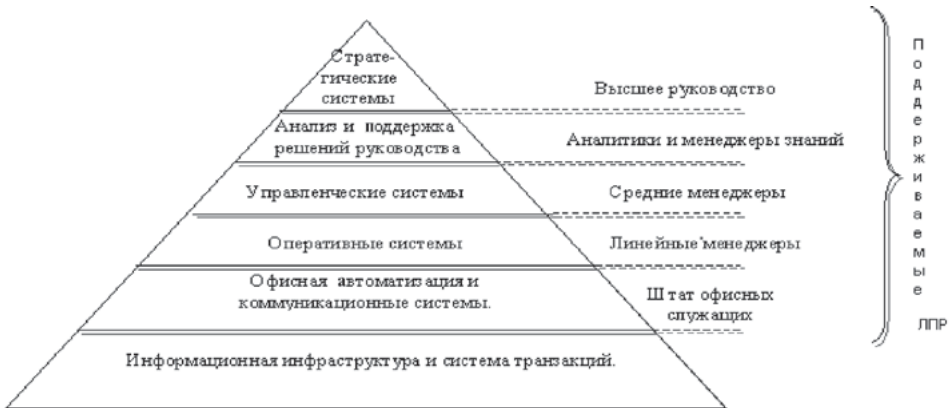 Страте-
гические
системы
Высшее руководство
Анализ и поддержка
решений руководства
Аналитики и менеджеры знаний
Управленческие системы
Средние менеджеры
Оперативные системы
Линейные менеджеры
Офисная автоматизация и
коммуникационные системы.
Штат офисных
служащих
Информационная инфраструктура и система транзакций.
Поддерживаемые
ЛПР